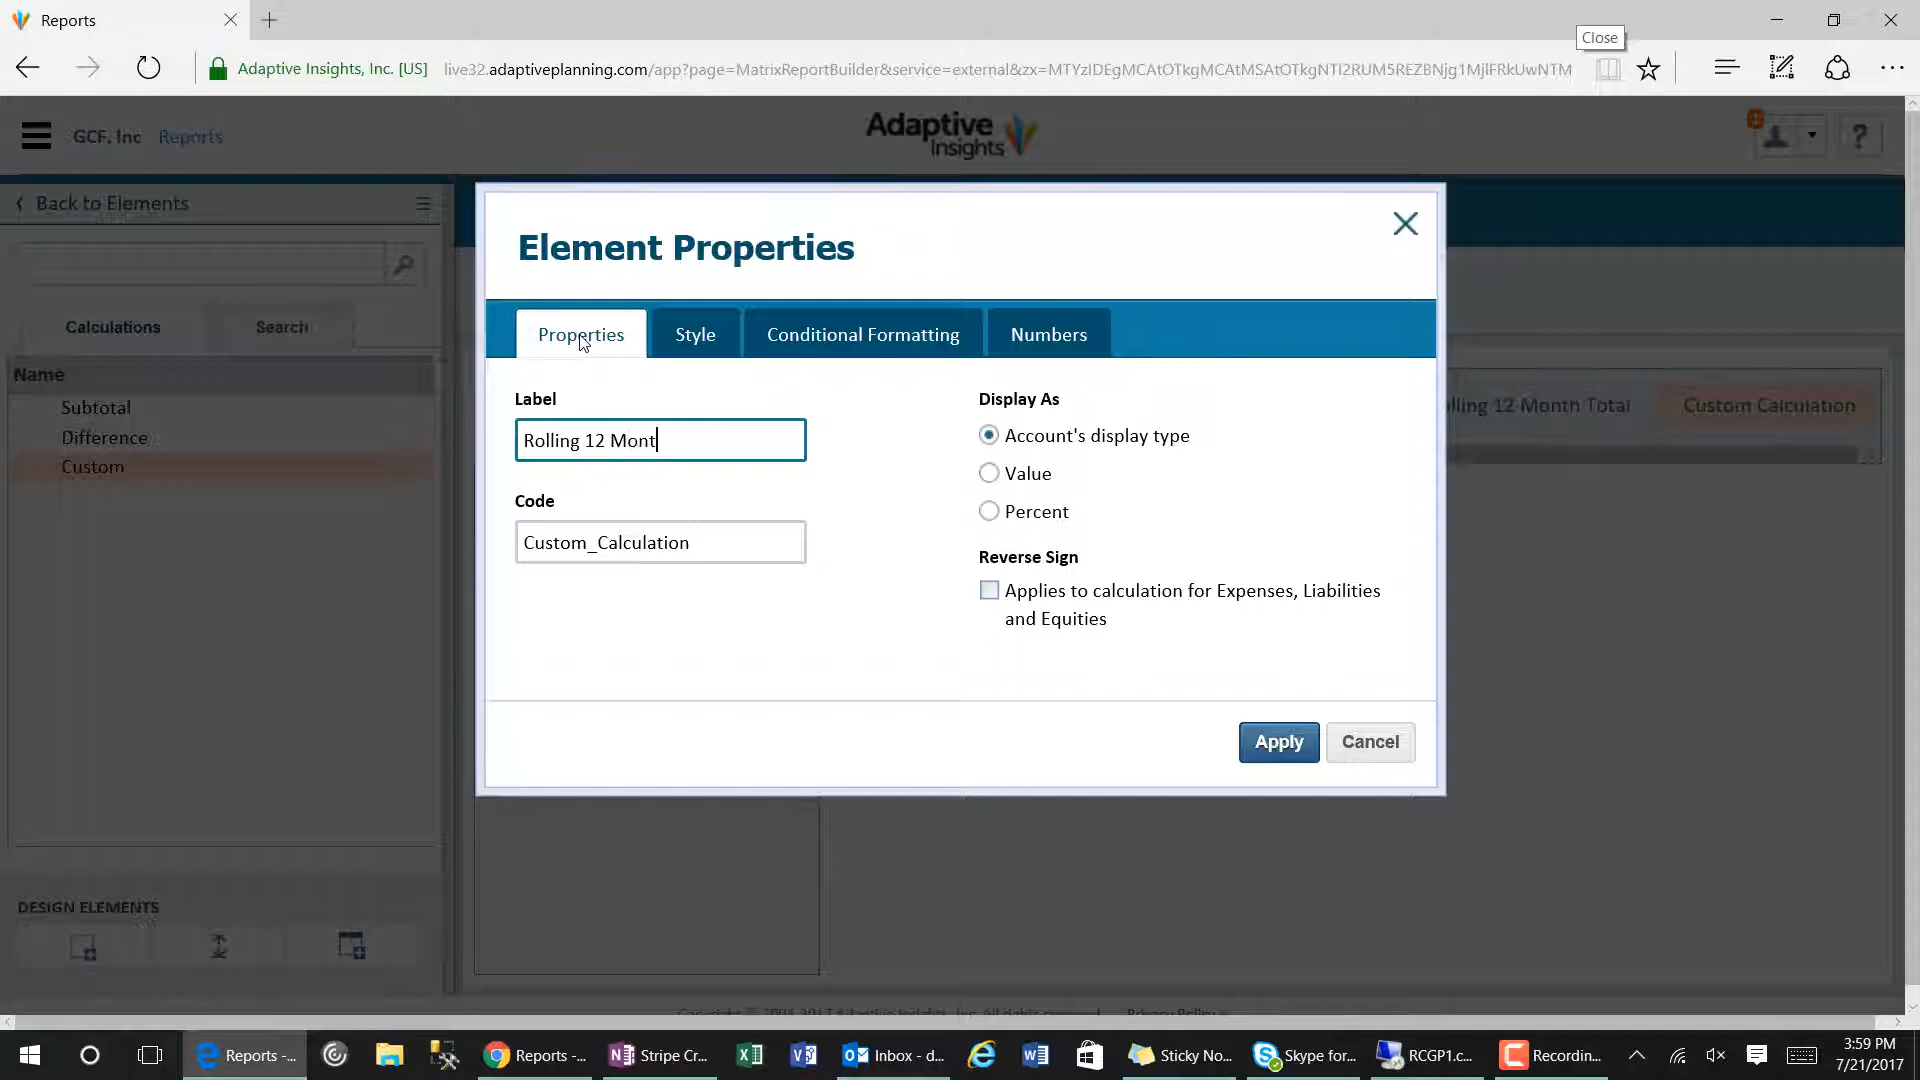 Reports
Close
Adaptive Insights, Inc. [US]
live32.adaptiveplanning.com/app?page=MatrixReportBuilder&service=external&zx=MTYzIDEgMCAtOTkgMCAtMSAtOTkgNTI2RUM5REZBNjg1MjlFRkUwNTM
GCF, Inc Reports
Adaptive
Insights
?
Back to Elements
Element Properties
Calculations Search
Properties Style Conditional Formatting Numbers
Name
Subtotal
Difference
Custom
Label
Rolling 12 Mont
Code
Custom_Calculation
Display As
Account's display type
Value
Percent
Reverse Sign
Applies to calculation for Expenses, Liabilities
and Equities
lling 12 Month Total Custom Calculation
Apply Cancel
DESIGN ELEMENTS
Reports -...
Reports -...
Stripe Cr...
Inbox - d...
Sticky No...
Skype for...
RCGP1.c...
Recordin...
3:59 PM
7/21/2017